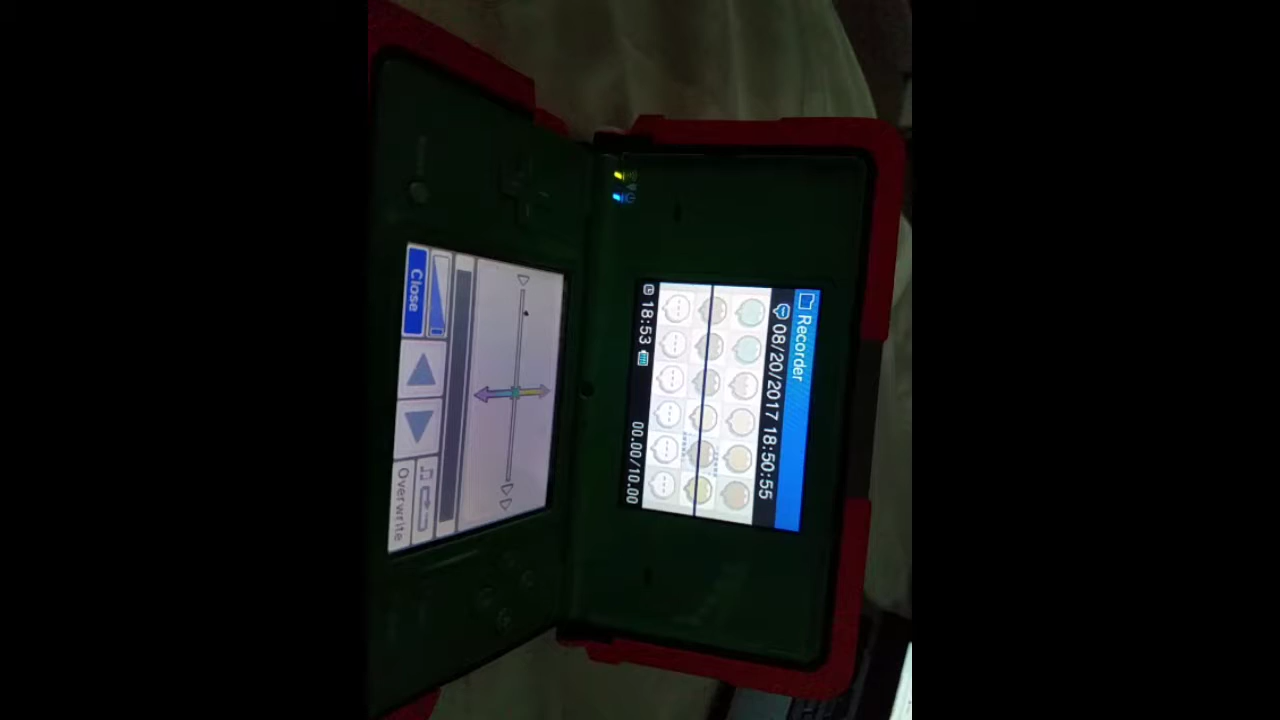 Recorder
08/20/2017 18:50:55
18:53
00.00/10.00
Close
Overwrite